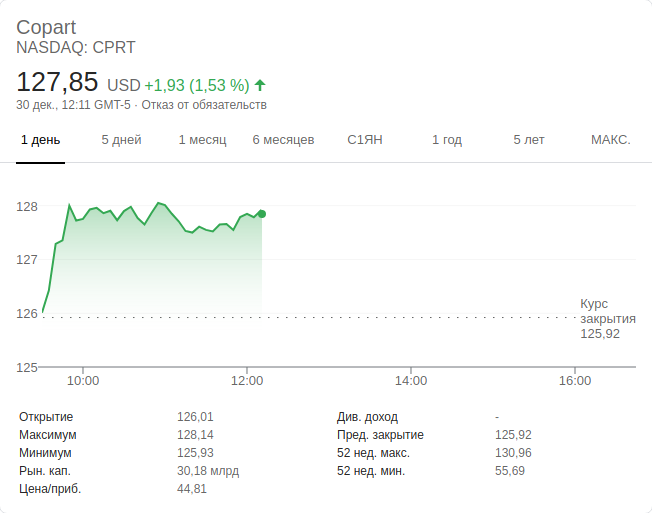 Copart
NASDAQ: CPRT
127,85 USD +1,93 (1,53 %)
30 дек., 12:11 GMT-5 · Отказ от обязательств
1 день 5 дней 1 месяц 6 месяцев С1ЯН 1 год 5 лет МАКС.
128
127
126
125
Курс
закрытия
125,92
10:00 12:00 14:00 16:00
Открытие 126,01 Див. доход -
Максимум 128,14 Пред. закрытие 125,92
Минимум 125,93 52 нед. макс. 130,96
Рын. кап. 30,18 млрд 52 нед. мин. 55,69
Цена/приб. 44,81